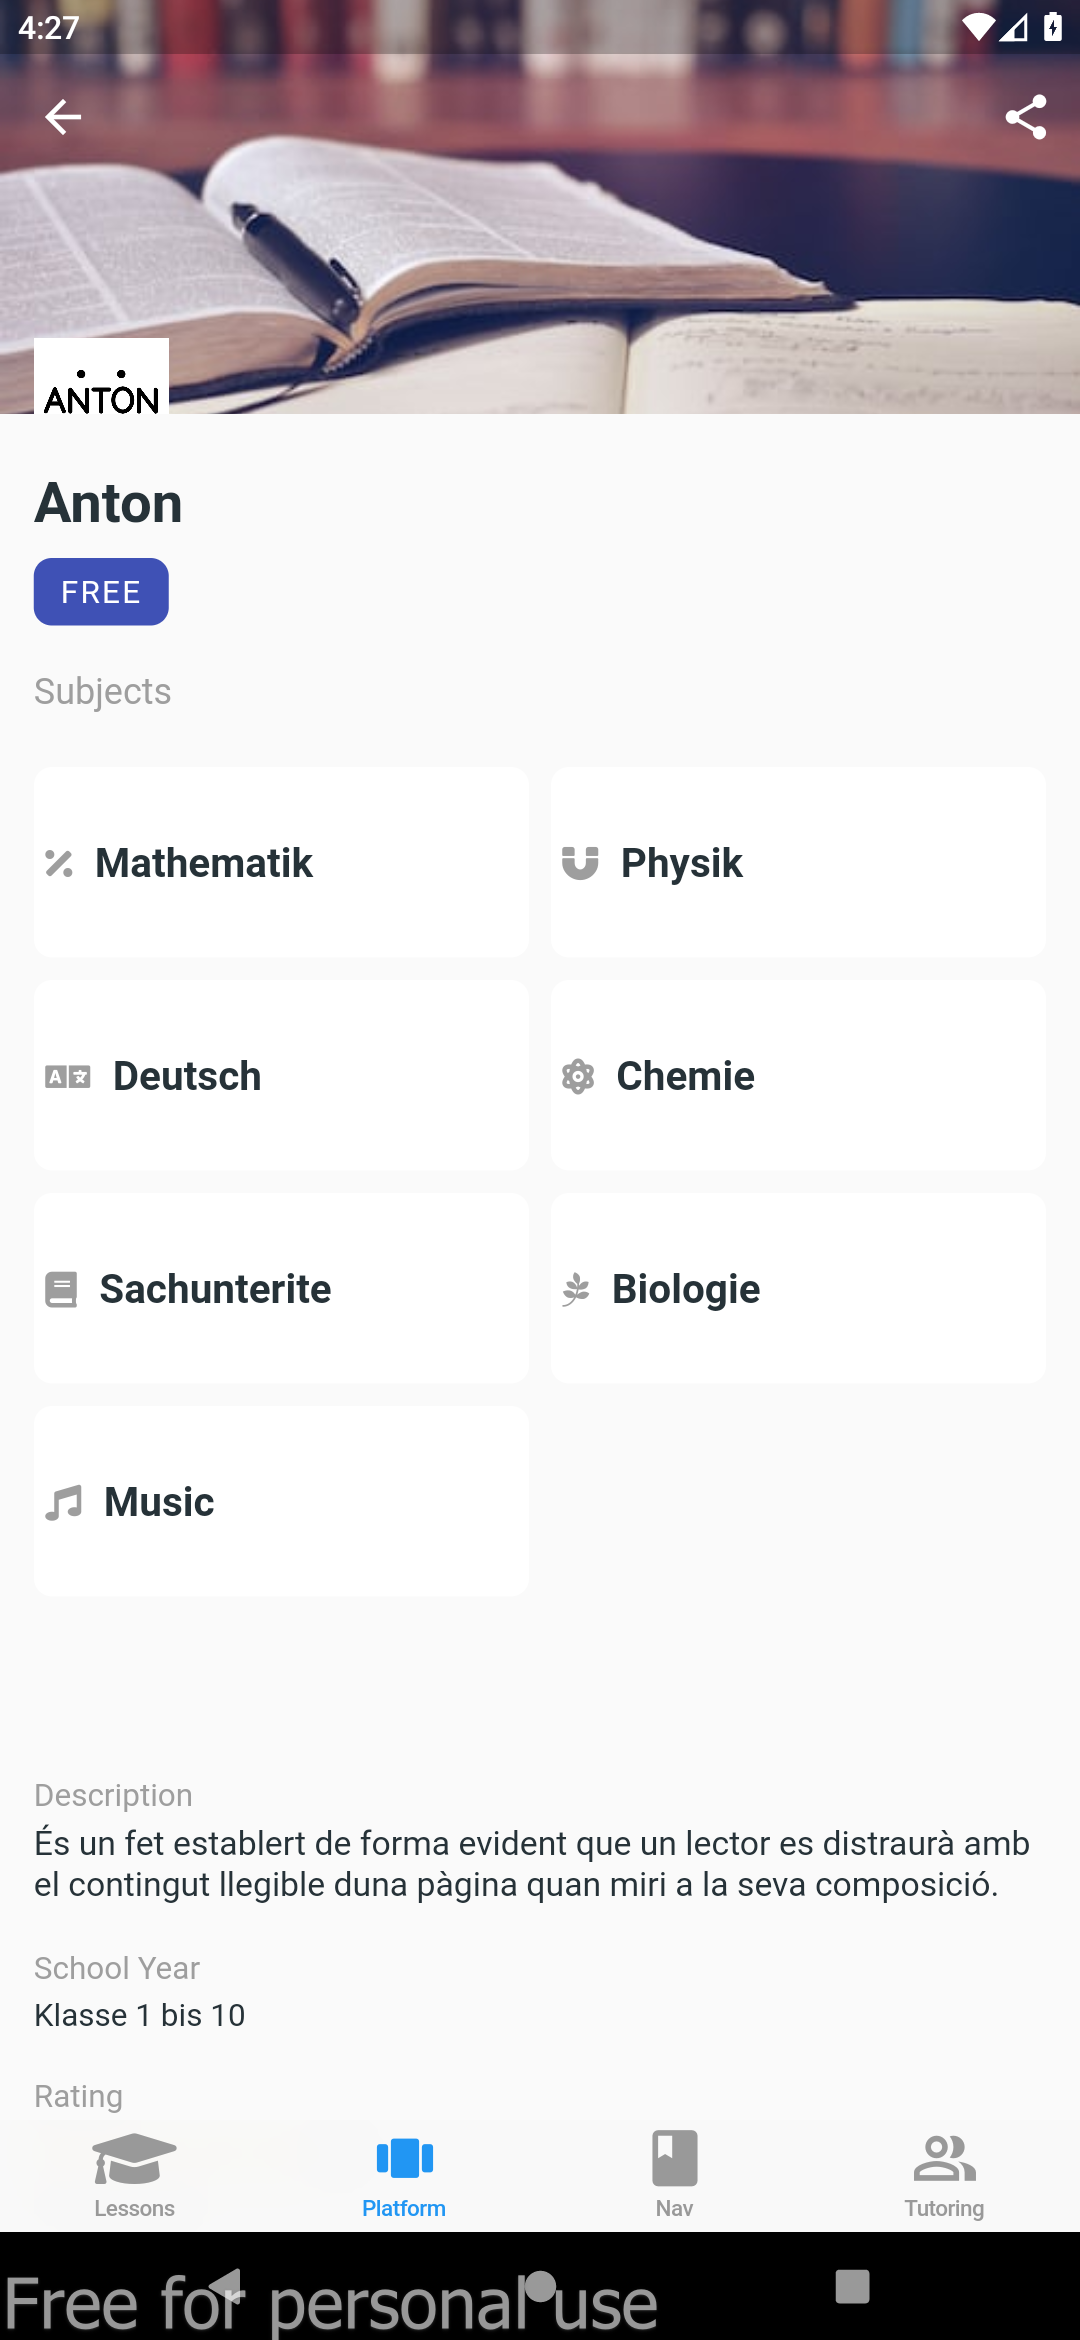 4:27
ANTON
Anton
FREE
Subjects
Mathematik
Physik
Deutsch
Chemie
Sachunterite
Biologie
Music
Description
És un fet establert de forma evident que un lector es distraurà amb
el contingut llegible duna pàgina quan miri a la seva composició.
School Year
Klasse 1 bis 10
Rating
Lessons
Platform
Nav
Tutoring
Free for personal use